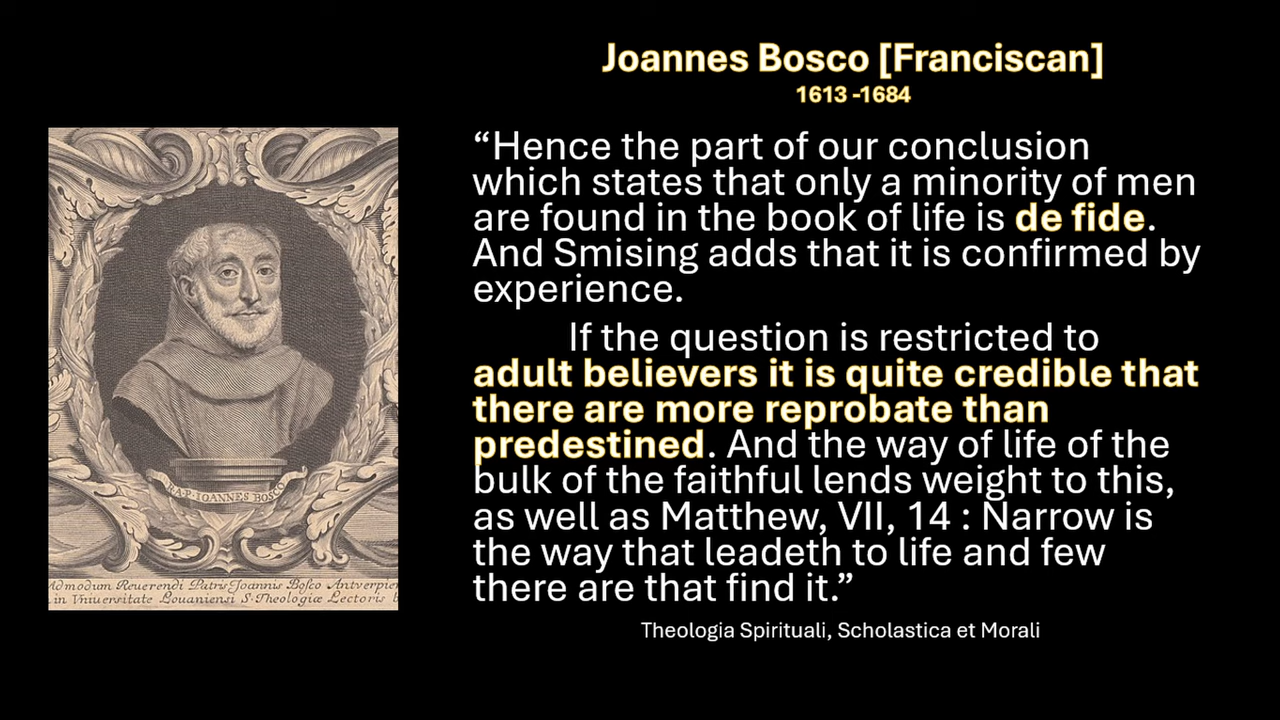 Joannes Bosco [Franciscan]
1613 -1684
“Hence the part of our conclusion
which states that only a minority of men
are found in the book of life is de fide.
And Smising adds that it is confirmed by
experience.
If the question is restricted to
adult believers it is quite credible that
there are more reprobate than
predestined. And the way of life of the
bulk of the faithful lends weight to this,
as well as Matthew, VII, 14 : Narrow is
the way that leadeth to life and few
there are that find it.”
Theologia Spirituali, Scholastica et Morali
R.A.P. IOANNES BOSCO
Admodum Reuerendi Patris Joannis Bosco Antverpien
in Vniuersitate Louaniensi S. Theologiæ Lectoris